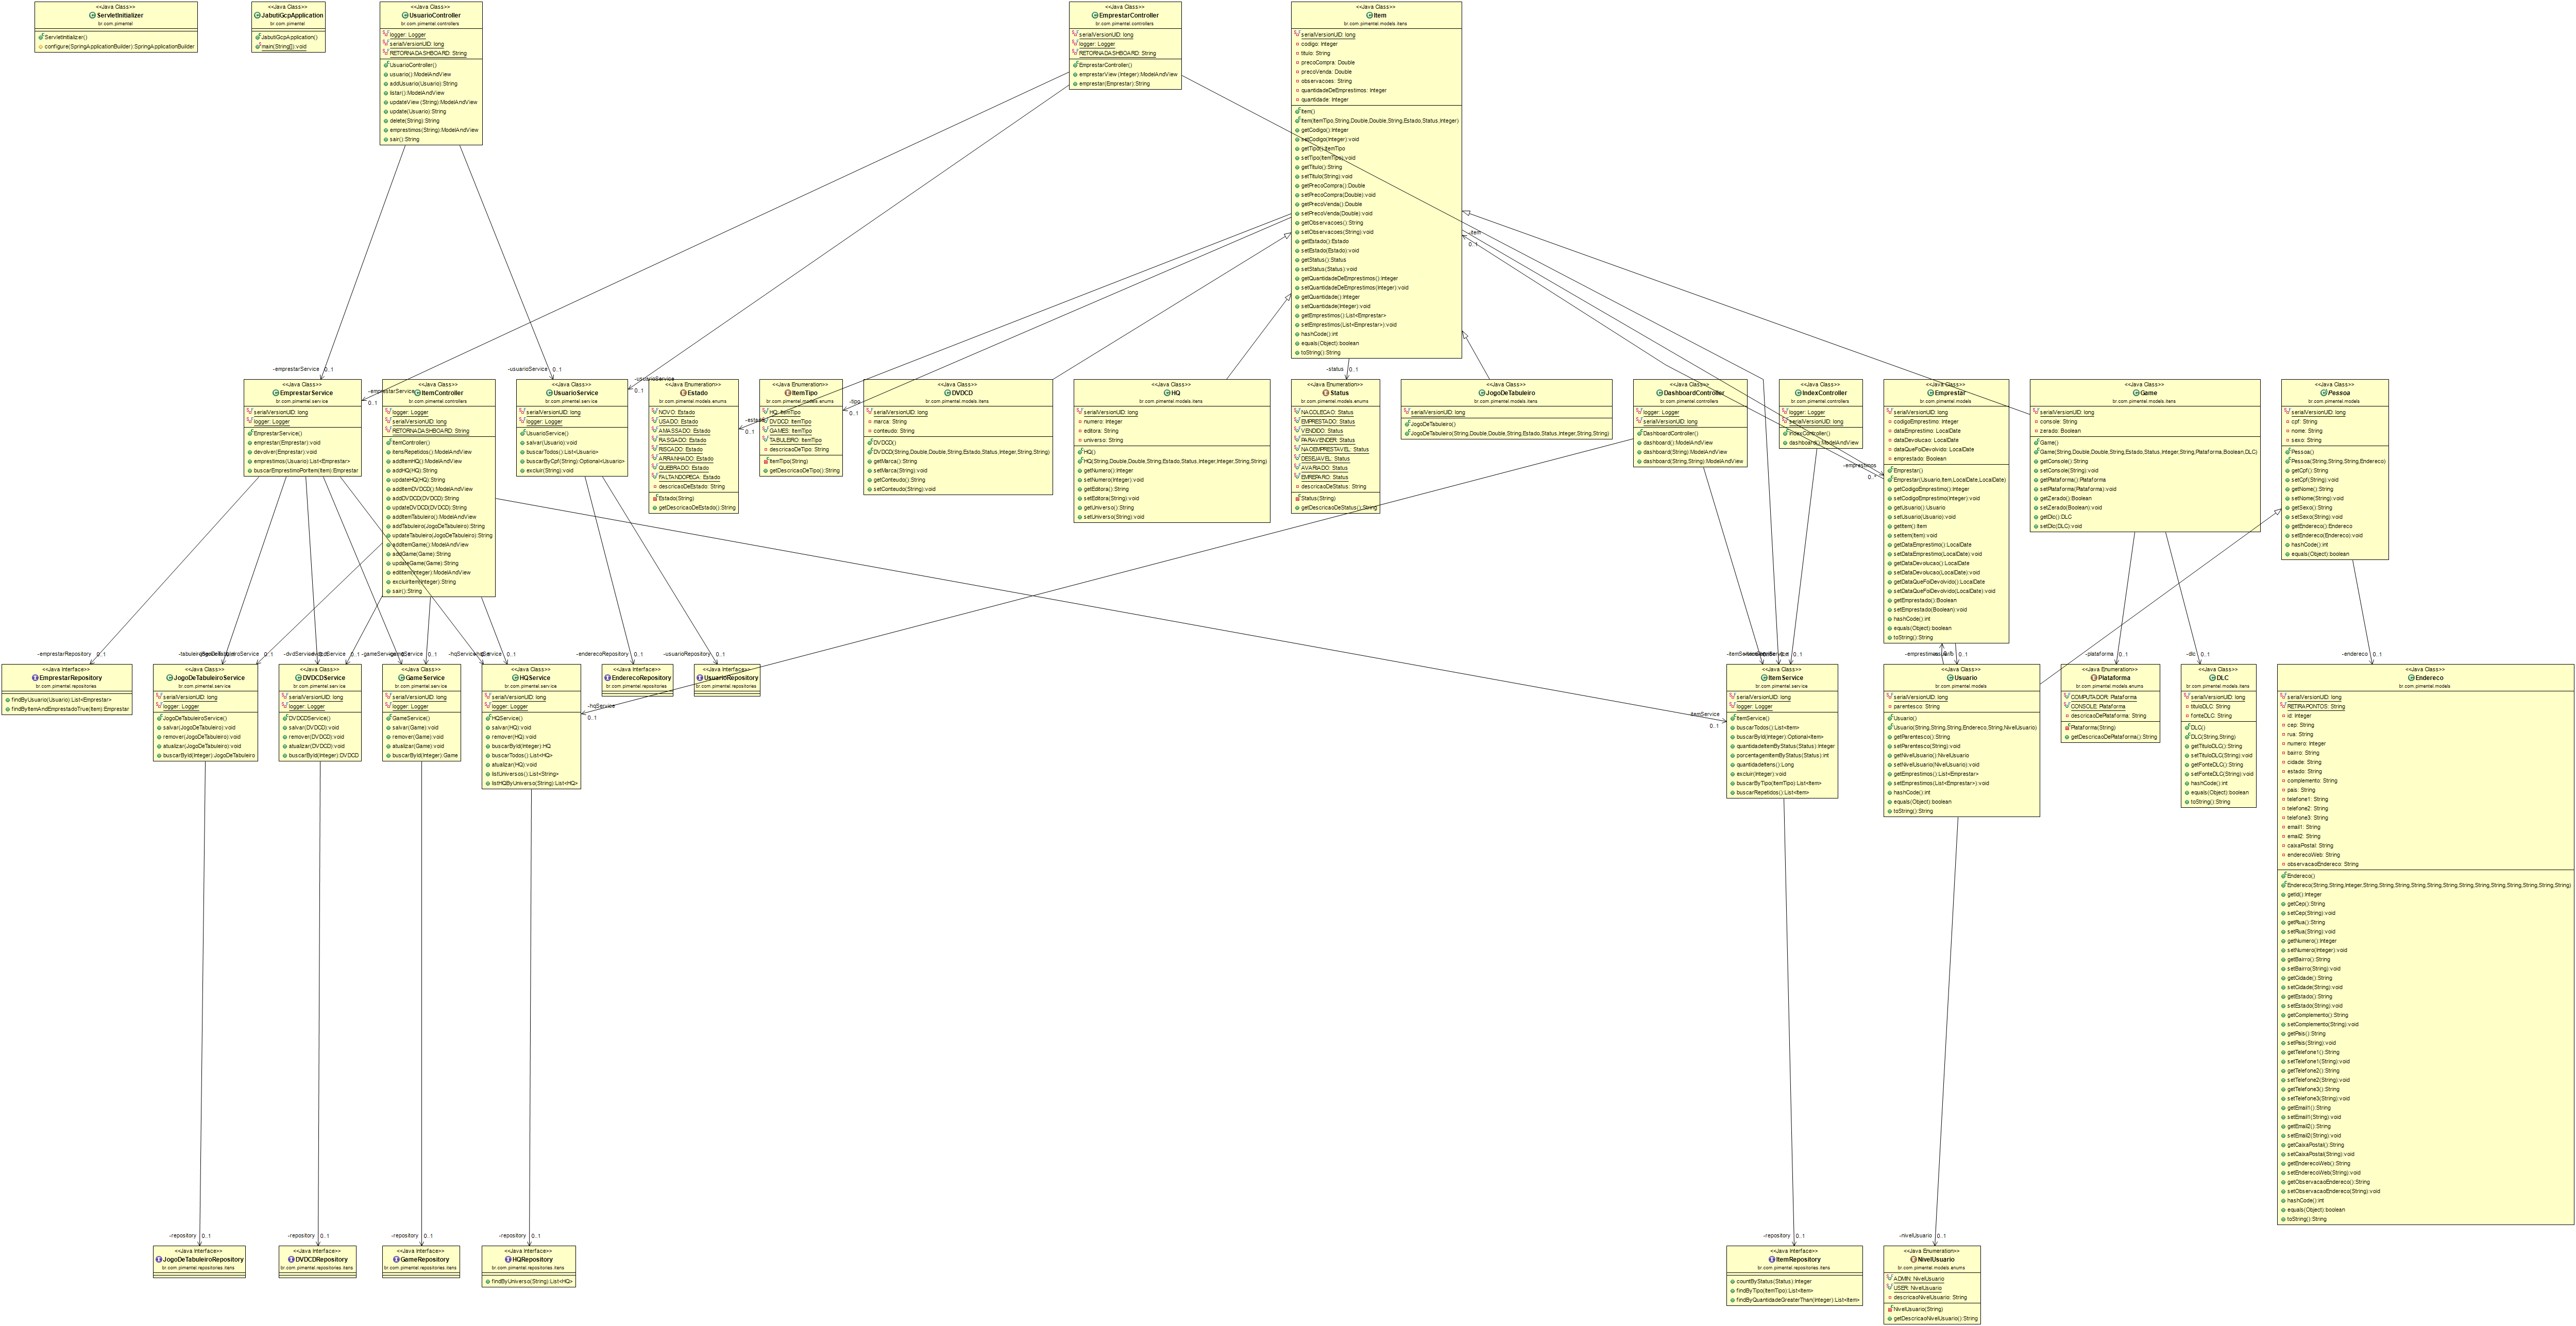 <<Java Class>>
ServletInitializer
br.com.pimentel
ServletInitializer()
configure(SpringApplicationBuilder):SpringApplicationBuilder
<<Java Class>>
JabutiGcpApplication
br.com.pimentel
JabutiGcpApplication()
main(String[]):void
<<Java Class>>
UsuarioController
br.com.pimentel.controllers
logger: Logger
serialVersionUID: long
RETORNADASHBOARD: String
UsuarioController()
usuario():ModelAndView
addUsuario(Usuario):String
listar():ModelAndView
updateView(String):ModelAndView
update(Usuario):String
delete(String):String
emprestimos(String):ModelAndView
sair():String
<<Java Class>>
EmprestarController
br.com.pimentel.controllers
serialVersionUID: long
logger: Logger
RETORNADASHBOARD: String
EmprestarController()
emprestarView(Integer):ModelAndView
emprestar(Emprestar):String
<<Java Class>>
Item
br.com.pimentel.models.itens
serialVersionUID: long
codigo: Integer
titulo: String
precoCompra: Double
precoVenda: Double
observacoes: String
quantidadeDeEmprestimos: Integer
quantidade: Integer
Item()
Item(ItemTipo,String,Double,Double,String,Estado,Status,Integer)
getCodigo():Integer
setCodigo(Integer):void
getTipo():ItemTipo
setTipo(ItemTipo):void
getTitulo():String
setTitulo(String):void
getPrecoCompra():Double
setPrecoCompra(Double):void
getPrecoVenda():Double
setPrecoVenda(Double):void
getObservacoes():String
setObservacoes(String):void
getEstado():Estado
setEstado(Estado):void
getStatus():Status
setStatus(Status):void
getQuantidadeDeEmprestimos():Integer
setQuantidadeDeEmprestimos(Integer):void
getQuantidade():Integer
setQuantidade(Integer):void
getEmprestimos():List<Emprestar>
setEmprestimos(List<Emprestar>):void
hashCode():int
equals(Object):boolean
toString():String
-item
0..1
-emprestarService 0..1
<<Java Class>>
EmprestarService
br.com.pimentel.service
serialVersionUID: long
logger: Logger
EmprestarService()
emprestar(Emprestar):void
devolver(Emprestar):void
emprestimos(Usuario):List<Emprestar>
buscarEmprestimoPorItem(Item):Emprestar
-emprestarService
0..1
<<Java Class>>
ItemController
br.com.pimentel.controllers
logger: Logger
serialVersionUID: long
RETORNADASHBOARD: String
ItemController()
itensRepetidos():ModelAndView
addItemHQ():ModelAndView
addHQ(HQ):String
updateHQ(HQ):String
addItemDVDCD():ModelAndView
addDVDCD(DVDCD):String
updateDVDCD(DVDCD):String
addItemTabuleiro():ModelAndView
addTabuleiro(JogoDeTabuleiro):String
updateTabuleiro(JogoDeTabuleiro):String
addItemGame():ModelAndView
addGame(Game):String
updateGame(Game):String
editItem(Integer):ModelAndView
excluirItem(Integer):String
sair():String
-usuarioService 0..1
<<Java Class>>
UsuarioService
br.com.pimentel.service
serialVersionUID: long
logger: Logger
UsuarioService()
salvar(Usuario):void
buscarTodos():List<Usuario>
buscarByCpf(String):Optional<Usuario>
excluir(String):void
-usuarioService
0..1
<<Java Enumeration>>
Estado
br.com.pimentel.models.enums
NOVO: Estado
USADO: Estado
AMASSADO: Estado
RASGADO: Estado
RISCADO: Estado
ARRANHADO: Estado
QUEBRADO: Estado
FALTANDOPECA: Estado
descricaoDeEstado: String
Estado(String)
getDescricaoDeEstado():String
-estado
0..1
<<Java Enumeration>>
ItemTipo
br.com.pimentel.models.enums
HQ: ItemTipo
DVDCD: ItemTipo
GAMES: ItemTipo
TABULEIRO: ItemTipo
descricaoDeTipo: String
ItemTipo(String)
getDescricaoDeTipo():String
-tipo
0..1
<<Java Class>>
DVDCD
br.com.pimentel.models.itens
serialVersionUID: long
marca: String
conteudo: String
DVDCD()
DVDCD(String,Double,Double,String,Estado,Status,Integer,String,String)
getMarca():String
setMarca(String):void
getConteudo():String
setConteudo(String):void
<<Java Class>>
HQ
br.com.pimentel.models.itens
serialVersionUID: long
numero: Integer
editora: String
universo: String
HQ()
HQ(String,Double,Double,String,Estado,Status,Integer,Integer,String,String)
getNumero():Integer
setNumero(Integer):void
getEditora():String
setEditora(String):void
getUniverso():String
setUniverso(String):void
-status 0..1
<<Java Enumeration>>
Status
br.com.pimentel.models.enums
NACOLECAO: Status
EMPRESTADO: Status
VENDIDO: Status
PARAVENDER: Status
NAOEMPRESTAVEL: Status
DESEJAVEL: Status
AVARIADO: Status
EMREPARO: Status
descricaoDeStatus: String
Status(String)
getDescricaoDeStatus():String
<<Java Class>>
JogoDeTabuleiro
br.com.pimentel.models.itens
serialVersionUID: long
JogoDeTabuleiro()
JogoDeTabuleiro(String,Double,Double,String,Estado,Status,Integer,String,String)
<<Java Class>>
DashboardController
br.com.pimentel.controllers
logger: Logger
serialVersionUID: long
DashboardController()
dashboard():ModelAndView
dashboard(String):ModelAndView
dashboard(String,String):ModelAndView
<<Java Class>>
IndexController
br.com.pimentel.controllers
logger: Logger
serialVersionUID: long
IndexController()
dashboard():ModelAndView
-emprestimos
0..*
<<Java Class>>
Emprestar
br.com.pimentel.models
serialVersionUID: long
codigoEmprestimo: Integer
dataEmprestimo: LocalDate
dataDevolucao: LocalDate
dataQueFoiDevolvido: LocalDate
emprestado: Boolean
Emprestar()
Emprestar(Usuario,Item,LocalDate,LocalDate)
getCodigoEmprestimo():Integer
setCodigoEmprestimo(Integer):void
getUsuario():Usuario
setUsuario(Usuario):void
getItem():Item
setItem(Item):void
getDataEmprestimo():LocalDate
setDataEmprestimo(LocalDate):void
getDataDevolucao():LocalDate
setDataDevolucao(LocalDate):void
getDataQueFoiDevolvido():LocalDate
setDataQueFoiDevolvido(LocalDate):void
getEmprestado():Boolean
setEmprestado(Boolean):void
hashCode():int
equals(Object):boolean
toString():String
<<Java Class>>
Game
br.com.pimentel.models.itens
serialVersionUID: long
console: String
zerado: Boolean
Game()
Game(String,Double,Double,String,Estado,Status,Integer,String,Plataforma,Boolean,DLC)
getConsole():String
setConsole(String):void
getPlataforma():Plataforma
setPlataforma(Plataforma):void
getZerado():Boolean
setZerado(Boolean):void
getDlc():DLC
setDlc(DLC):void
<<Java Class>>
Pessoa
br.com.pimentel.models
serialVersionUID: long
cpf: String
nome: String
sexo: String
Pessoa()
Pessoa(String,String,String,Endereco)
getCpf():String
setCpf(String):void
getNome():String
setNome(String):void
getSexo():String
setSexo(String):void
getEndereco():Endereco
setEndereco(Endereco):void
hashCode():int
equals(Object):boolean
-emprestarRepository 0..1
<<Java Interface>>
EmprestarRepository
br.com.pimentel.repositories
findByUsuario(Usuario):List<Emprestar>
findByItemAndEmprestadoTrue(Item):Emprestar
<<Java Class>>
JogoDeTabuleiroService
br.com.pimentel.service
serialVersionUID: long
logger: Logger
JogoDeTabuleiroService()
salvar(JogoDeTabuleiro):void
remover(JogoDeTabuleiro):void
atualizar(JogoDeTabuleiro):void
buscarById(Integer):JogoDeTabuleiro
-dvdService 0..1
<<Java Class>>
DVDCDService
br.com.pimentel.service
serialVersionUID: long
logger: Logger
DVDCDService()
salvar(DVDCD):void
remover(DVDCD):void
atualizar(DVDCD):void
buscarById(Integer):DVDCD
<<Java Class>>
GameService
br.com.pimentel.service
serialVersionUID: long
logger: Logger
GameService()
salvar(Game):void
remover(Game):void
atualizar(Game):void
buscarById(Integer):Game
<<Java Class>>
HQService
br.com.pimentel.service
serialVersionUID: long
logger: Logger
HQService()
salvar(HQ):void
remover(HQ):void
buscarById(Integer):HQ
buscarTodos():List<HQ>
atualizar(HQ):void
listUniversos():List<String>
listHQByUniverso(String):List<HQ>
-hqService
0..1
-enderecoRepository 0..1
<<Java Interface>>
EnderecoRepository
br.com.pimentel.repositories
-usuarioRepository 0..1
<<Java Interface>>
UsuarioRepository
br.com.pimentel.repositories
itemService
0..1
<<Java Class>>
ItemService
br.com.pimentel.service
serialVersionUID: long
logger: Logger
ItemService()
buscarTodos():List<Item>
buscarById(Integer):Optional<Item>
quantidadeItemByStatus(Status):Integer
porcentagemItemByStatus(Status):int
quantidadeItens():Long
excluir(Integer):void
buscarByTipo(ItemTipo):List<Item>
buscarRepetidos():List<Item>
<<Java Class>>
Usuario
br.com.pimentel.models
serialVersionUID: long
parentesco: String
Usuario()
Usuario(String,String,String,Endereco,String,NivelUsuario)
getParentesco():String
setParentesco(String):void
getNivelUsuario():NivelUsuario
setNivelUsuario(NivelUsuario):void
getEmprestimos():List<Emprestar>
setEmprestimos(List<Emprestar>):void
hashCode():int
equals(Object):boolean
toString():String
-plataforma 0..1
<<Java Enumeration>>
Plataforma
br.com.pimentel.models.enums
COMPUTADOR: Plataforma
CONSOLE: Plataforma
descricaoDePlataforma: String
Plataforma(String)
getDescricaoDePlataforma():String
-dlc 0..1
<<Java Class>>
DLC
br.com.pimentel.models.itens
serialVersionUID: long
tituloDLC: String
fonteDLC: String
DLC()
DLC(String,String)
getTituloDLC():String
setTituloDLC(String):void
getFonteDLC():String
setFonteDLC(String):void
hashCode():int
equals(Object):boolean
toString():String
-endereco 0..1
<<Java Class>>
Endereco
br.com.pimentel.models
serialVersionUID: long
RETIRAPONTOS: String
id: Integer
cep: String
rua: String
numero: Integer
bairro: String
cidade: String
estado: String
complemento: String
pais: String
telefone1: String
telefone2: String
telefone3: String
email1: String
email2: String
caixaPostal: String
enderecoWeb: String
observacaoEndereco: String
Endereco()
Endereco(String,String,Integer,String,String,String,String,String,String,String,String,String,String,String,String)
getId():Integer
getCep():String
setCep(String):void
getRua():String
setRua(String):void
getNumero():Integer
setNumero(Integer):void
getBairro():String
setBairro(String):void
getCidade():String
setCidade(String):void
getEstado():String
setEstado(String):void
getComplemento():String
setComplemento(String):void
getPais():String
setPais(String):void
getTelefone1():String
setTelefone1(String):void
getTelefone2():String
setTelefone2(String):void
getTelefone3():String
setTelefone3(String):void
getEmail1():String
setEmail1(String):void
getEmail2():String
setEmail2(String):void
getCaixaPostal():String
setCaixaPostal(String):void
getEnderecoWeb():String
setEnderecoWeb(String):void
getObservacaoEndereco():String
setObservacaoEndereco(String):void
hashCode():int
equals(Object):boolean
toString():String
-repository 0..1
<<Java Interface>>
JogoDeTabuleiroRepository
br.com.pimentel.repositories.itens
-repository 0..1
<<Java Interface>>
DVDCDRepository
br.com.pimentel.repositories.itens
-repository 0..1
<<Java Interface>>
GameRepository
br.com.pimentel.repositories.itens
-repository 0..1
<<Java Interface>>
HQRepository
br.com.pimentel.repositories.itens
findByUniverso(String):List<HQ>
-repository 0..1
<<Java Interface>>
ItemRepository
br.com.pimentel.repositories.itens
countByStatus(Status):Integer
findByTipo(ItemTipo):List<Item>
findByQuantidadeGreaterThan(Integer):List<Item>
-nivelUsuario 0..1
<<Java Enumeration>>
NivelUsuario
br.com.pimentel.models.enums
ADMIN: NivelUsuario
USER: NivelUsuario
descricaoNivelUsuario: String
NivelUsuario(String)
getDescricaoNivelUsuario():String